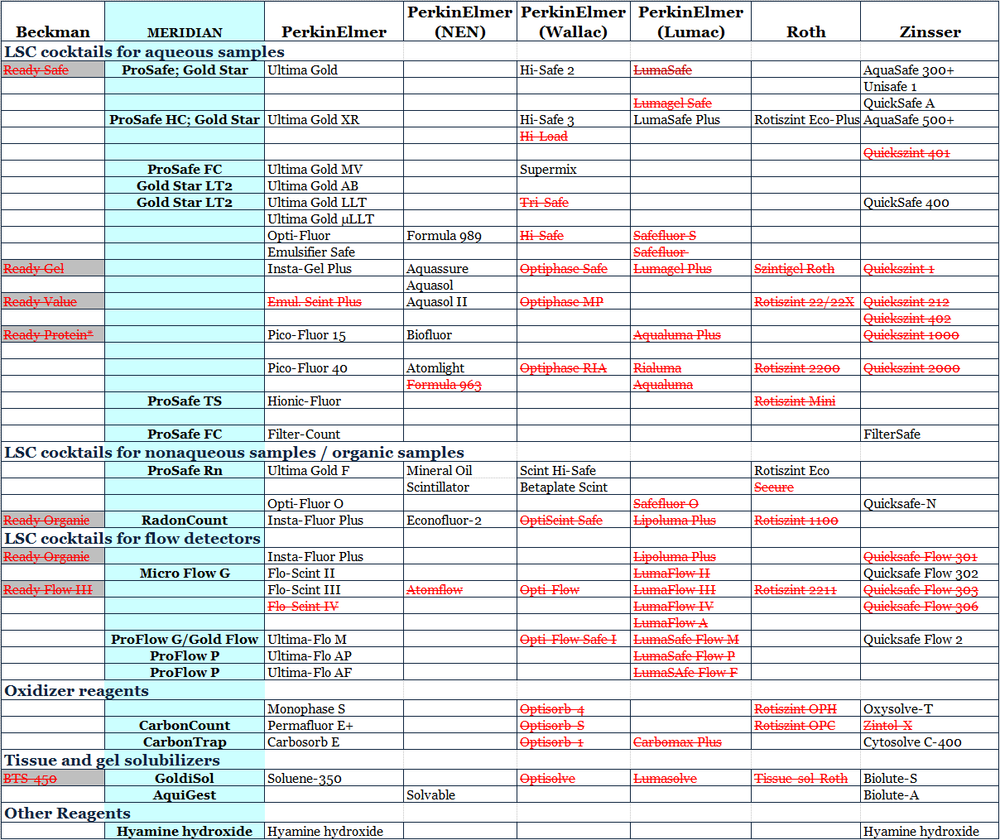 Beckman MERIDIAN PerkinElmer PerkinElmer (NEN) PerkinElmer (Wallac) PerkinElmer (Lumac) Roth Zinsser
LSC cocktails for aqueous samples
Ready Safe ProSafe; Gold Star Ultima Gold Hi-Safe 2 LumaSafe AquaSafe 300+
Unisafe 1
Lumagel Safe QuickSafe A
ProSafe HC; Gold Star Ultima Gold XR Hi-Safe 3 LumaSafe Plus Rotiszint Eco-Plus AquaSafe 500+
Hi-Load
Quickszint 401
ProSafe FC Ultima Gold MV Supermix
Gold Star LT2 Ultima Gold AB
Gold Star LT2 Ultima Gold LLT Tri-Safe QuickSafe 400
Ultima Gold µLLT
Opti-Fluor Formula 989 Hi-Safe Safefluor S
Emulsifier Safe Safefluor
Ready Gel Insta-Gel Plus Aquassure Optiphase Safe Lumagel Plus Szintigel Roth Quickszint 1
Aquasol
Ready Value Emul. Scint Plus Aquasol II Optiphase MP Rotiszint 22/22X Quickszint 212
Quickszint 402
Ready Protein* Pico-Fluor 15 Biofluor Aqualuma Plus Quickszint 1000
Pico-Fluor 40 Atomlight Optiphase RIA Rialuma Rotiszint 2200 Quickszint 2000
Formula 963 Aqualuma
ProSafe TS Hionic-Fluor Rotiszint Mini
ProSafe FC Filter-Count FilterSafe
LSC cocktails for nonaqueous samples / organic samples
ProSafe Rn Ultima Gold F Mineral Oil Scint Hi-Safe Rotiszint Eco
Scintillator Betaplate Scint Secure
Opti-Fluor O Safefluor O Quicksafe-N
Ready Organic RadonCount Insta-Fluor Plus Econofluor-2 OptiScint Safe Lipoluma Plus Rotiszint 1100
LSC cocktails for flow detectors
Ready Organic Insta-Fluor Plus Lipoluma Plus Quicksafe Flow 301
Micro Flow G Flo-Scint II LumaFlow II Quicksafe Flow 302
Ready Flow III Flo-Scint III Atomflow Opti-Flow LumaFlow III Rotiszint 2211 Quicksafe Flow 303
Flo-Scint IV LumaFlow IV Quicksafe Flow 306
LumaFlow A
ProFlow G/Gold Flow Ultima-Flo M Opti-Flow Safe I LumaSafe Flow M Quicksafe Flow 2
ProFlow P Ultima-Flo AP LumaSafe Flow P
ProFlow P Ultima-Flo AF LumaSAfe Flow F
Oxidizer reagents
Monophase S Optisorb-4 Rotiszint OPH Oxysolve-T
CarbonCount Permafluor E+ Optisorb-S Rotiszint OPC Zintol-X
CarbonTrap Carbosorb E Optisorb-1 Carbomax Plus Cytosolve C-400
Tissue and gel solubilizers
BTS-450 GoldiSol Soluene-350 Optisolve Lumasolve Tissue-sol-Roth Biolute-S
AquiGest Solvable Biolute-A
Other Reagents
Hyamine hydroxide Hyamine hydroxide Hyamine hydroxide